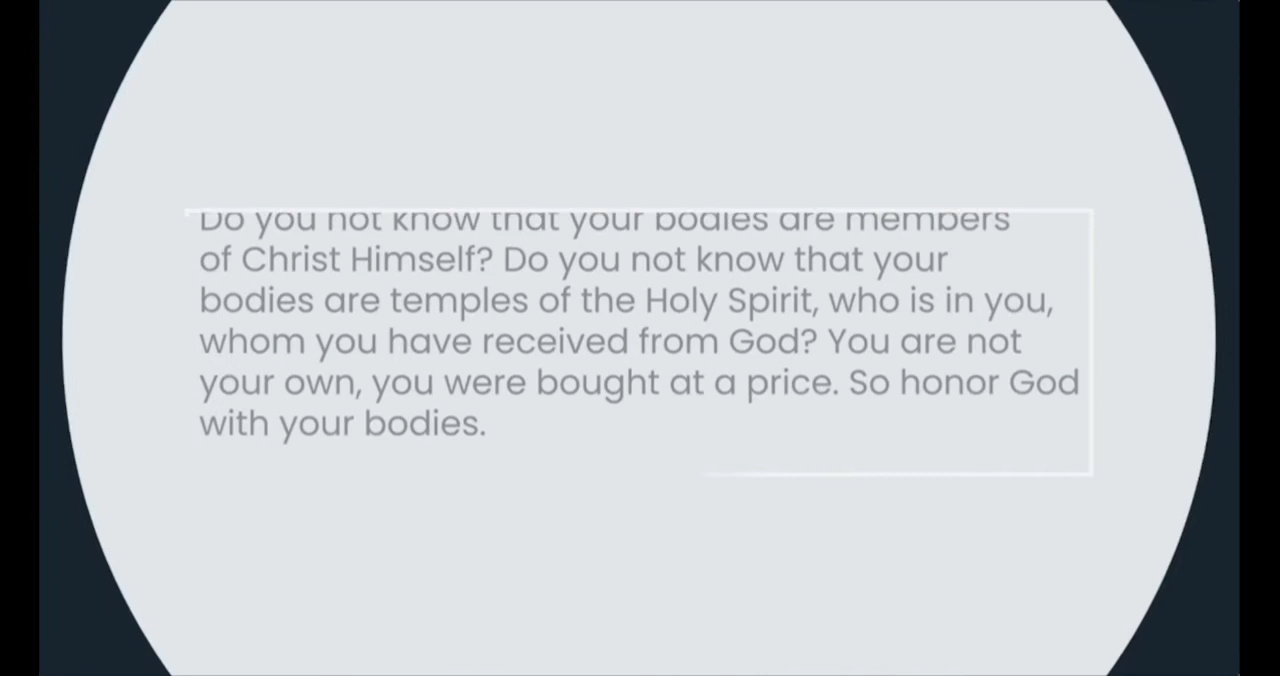 Do you not know that your bodies are members
of Christ Himself? Do you not know that your
bodies are temples of the Holy Spirit, who is in you,
whom you have received from God? You are not
your own, you were bought at a price. So honor God
with your bodies.